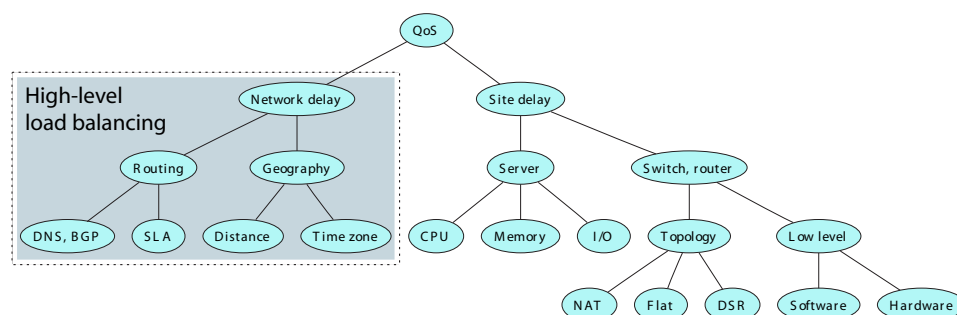 QoS
High-level
load balancing
Network delay
Site delay
Routing
Geography
Server
Switch, router
DNS, BGP
SLA
Distance
Time zone
CPU
Memory
I/O
Topology
Low level
NAT
Flat
DSR
Software
Hardware